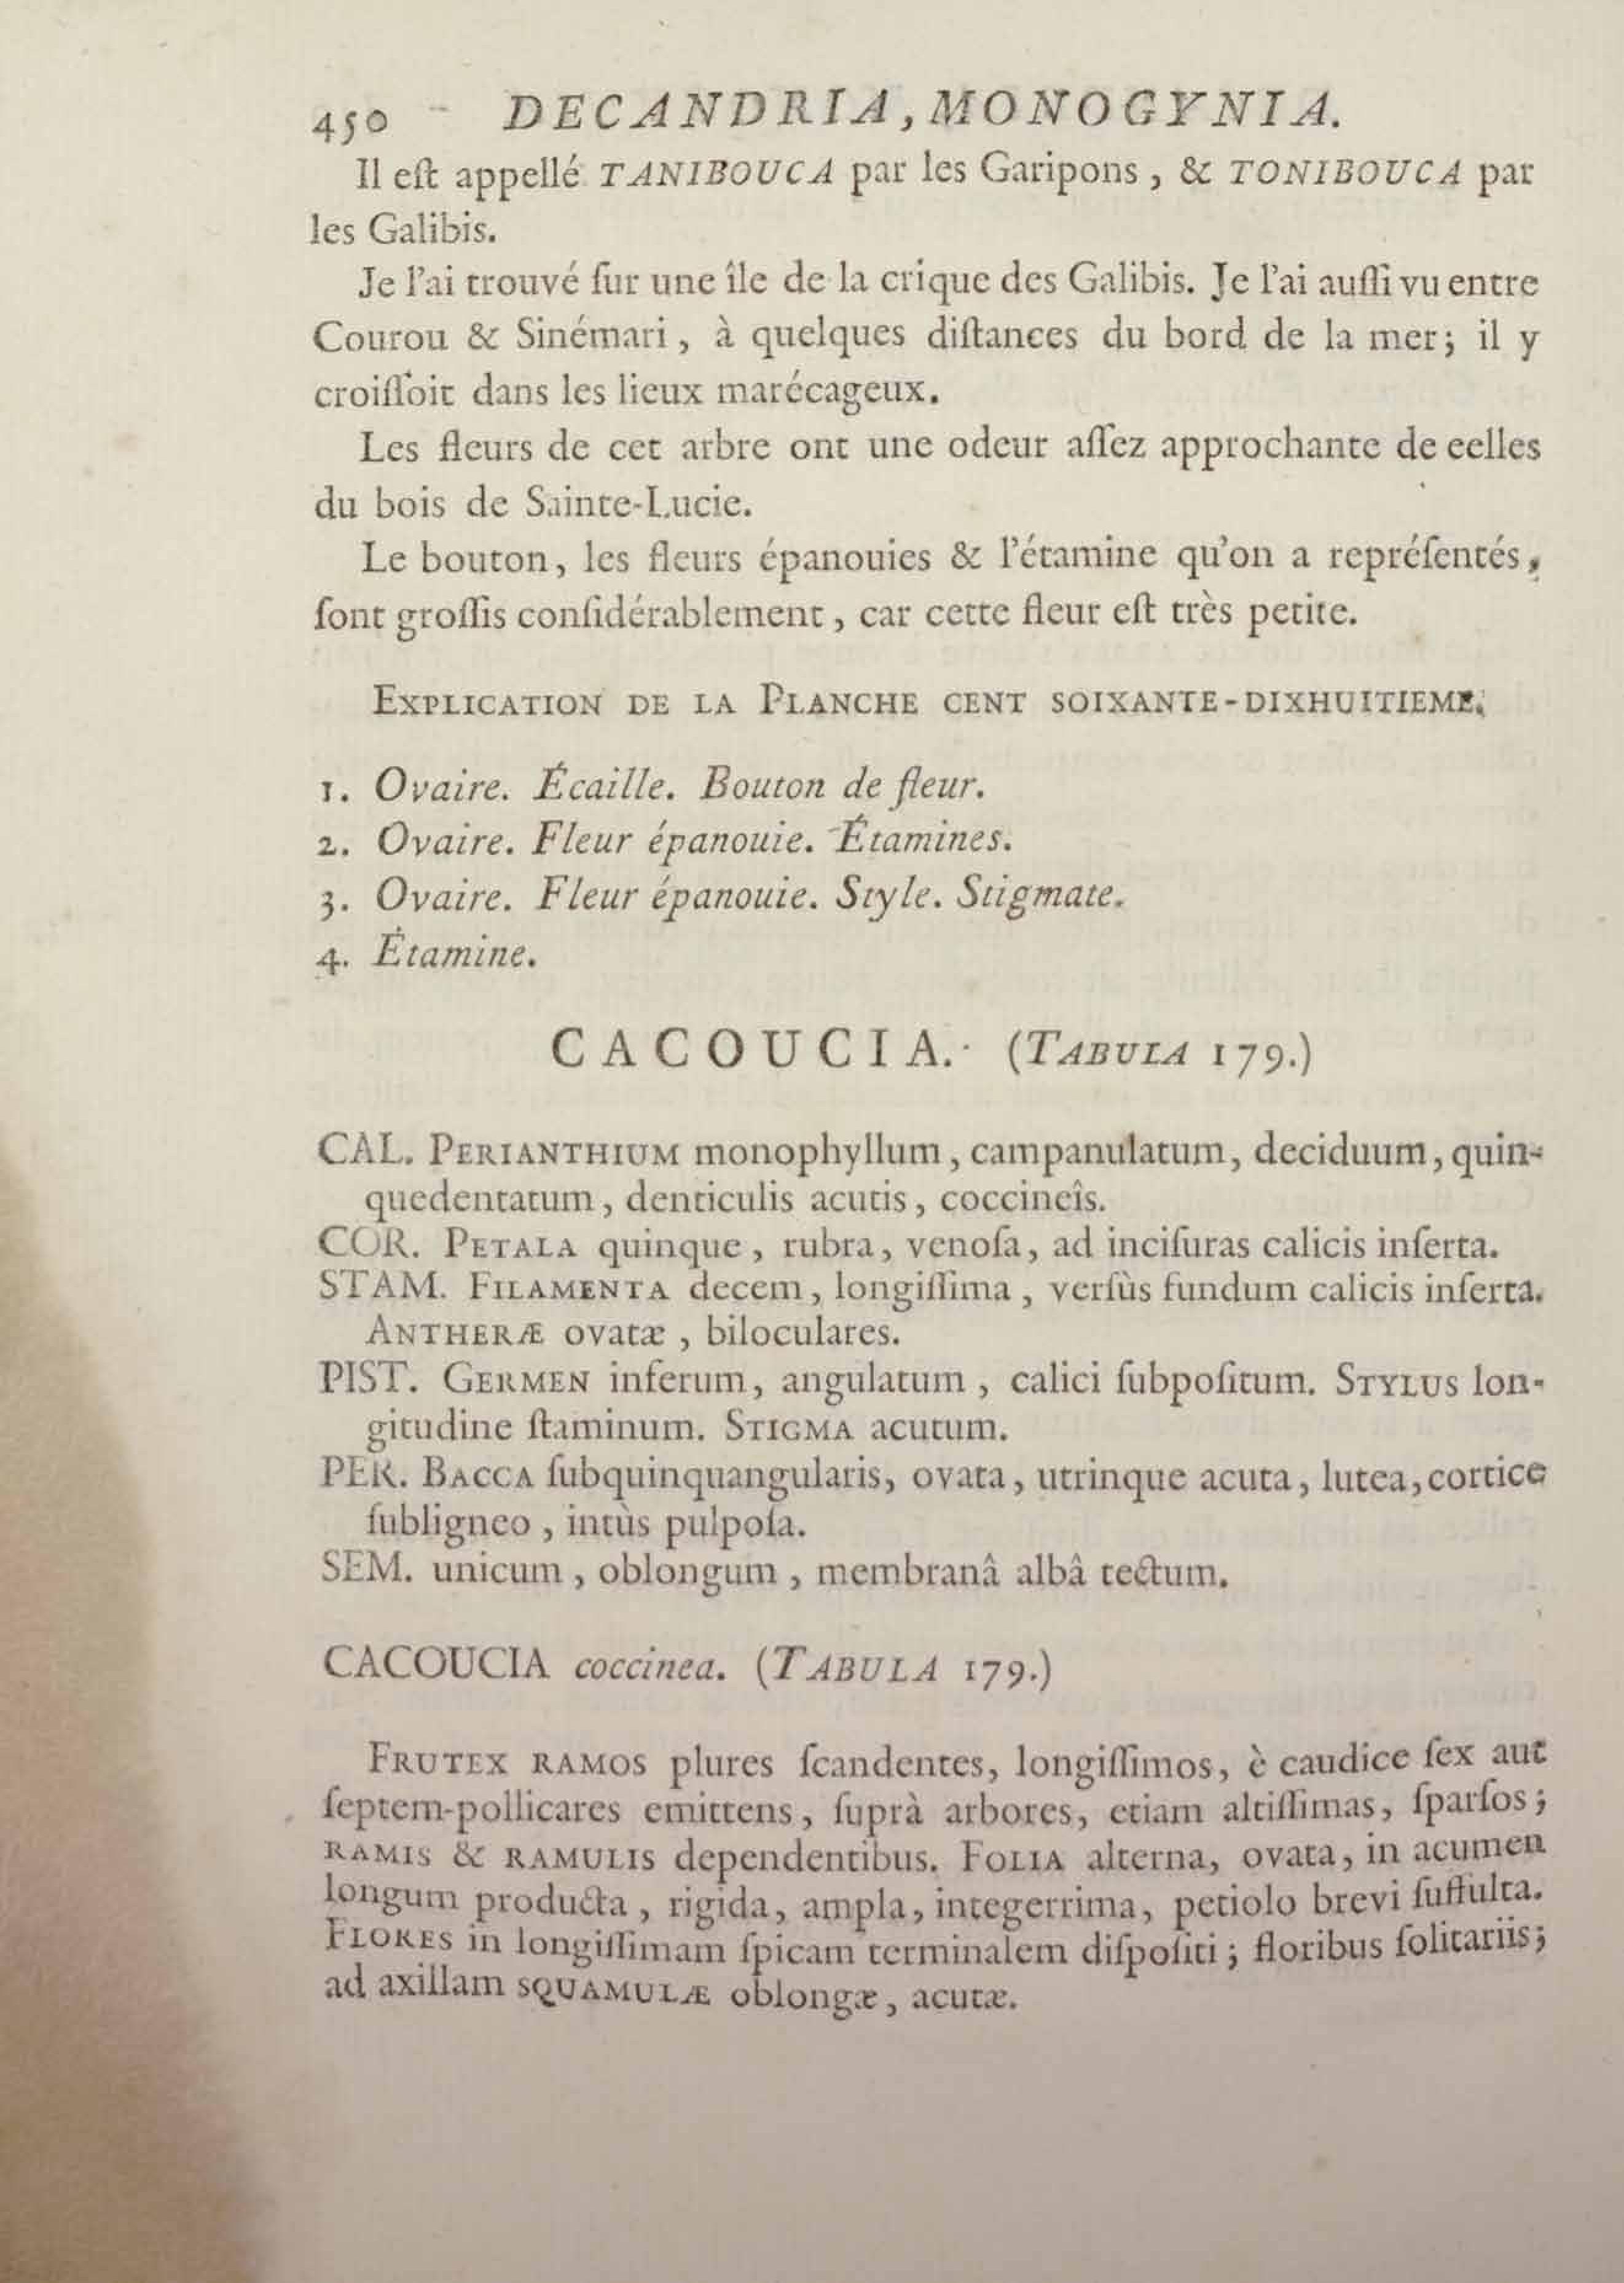 450 DECANDRIA, MONOGYNIA.
Il eſt appellé TANIBOUCA par les Garipons, & TONIBOUCA par
les Galibis.
Je l’ai trouvé ſur une île de la crique des Galibis. Je l’ai auſſi vu entre
Courou & Sinémari, à quelques diſtances du bord de la mer; il y
croiſſoit dans les lieux marécageux.
Les fleurs de cet arbre ont une odeur aſſez approchante de celles
du bois de Sainte-Lucie.
Le bouton, les fleurs épanouies & l’étamine qu’on a repréſentés,
ſont groſſis conſidérablement, car cette fleur eſt très petite.
EXPLICATION DE LA PLANCHE CENT SOIXANTE-DIXHUITIEME.
1. Ovaire. Écaille. Bouton de fleur.
2. Ovaire. Fleur épanouie. Étamines.
3. Ovaire. Fleur épanouie. Style. Stigmate.
4. Étamine.
CACOUCIA. (TABULA 179.)
CAL. PERIANTHIUM monophyllum, campanulatum, deciduum, quin-
quedentatum, denticulis acutis, coccineîs.
COR. PETALA quinque, rubra, venoſa, ad inciſuras calicis inſerta.
STAM. FILAMENTA decem, longiſſima, verſùs fundum calicis inſerta.
ANTHERÆ ovatæ, biloculares.
PIST. GERMEN inferum, angulatum, calici ſubpoſitum. STYLUS lon-
gitudine ſtaminum. STIGMA acutum.
PER. BACCA ſubquinquangularis, ovata, utrinque acuta, lutea, cortice
ſubligneo, intùs pulpoſa.
SEM. unicum, oblongum, membranâ albâ tectum.
CACOUCIA coccinea. (TABULA 179.)
FRUTEX RAMOS plures ſcandentes, longiſſimos, è caudice ſex aut
ſeptem-pollicares emittens, ſuprà arbores, etiam altiſſimas, ſparſos;
RAMIS & RAMULIS dependentibus. FOLIA alterna, ovata, in acumen
longum producta, rigida, ampla, integerrima, petiolo brevi ſuffulta.
FLORES in longiſſimam ſpicam terminalem diſpoſiti; floribus ſolitariis;
ad axillam SQUAMULÆ oblongæ, acutæ.